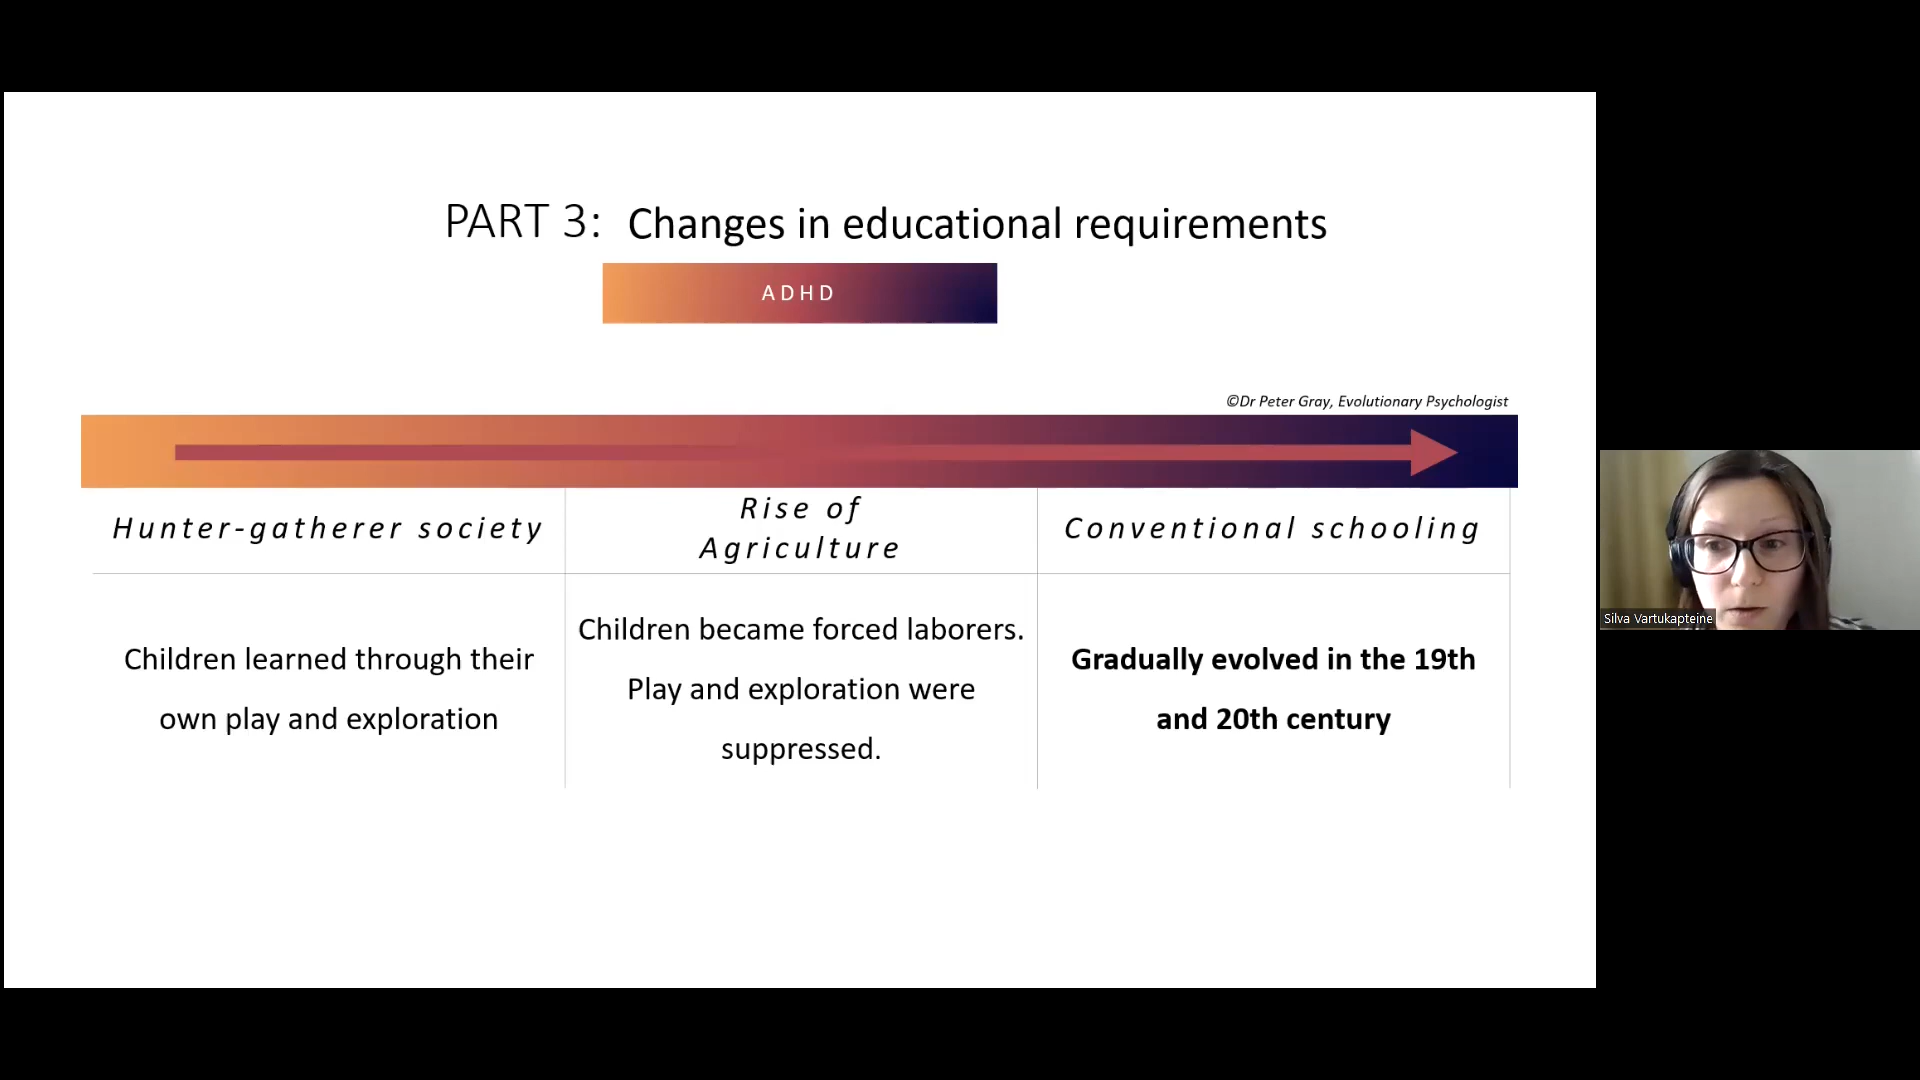 PART 3: Changes in educational requirements
ADHD
©Dr Peter Gray, Evolutionary Psychologist
Hunter-gatherer society
Rise of
Agriculture
Conventional schooling
Children learned through their
own play and exploration
Children became forced laborers.
Play and exploration were
suppressed.
Gradually evolved in the 19th
and 20th century
Silva Vartukapteine